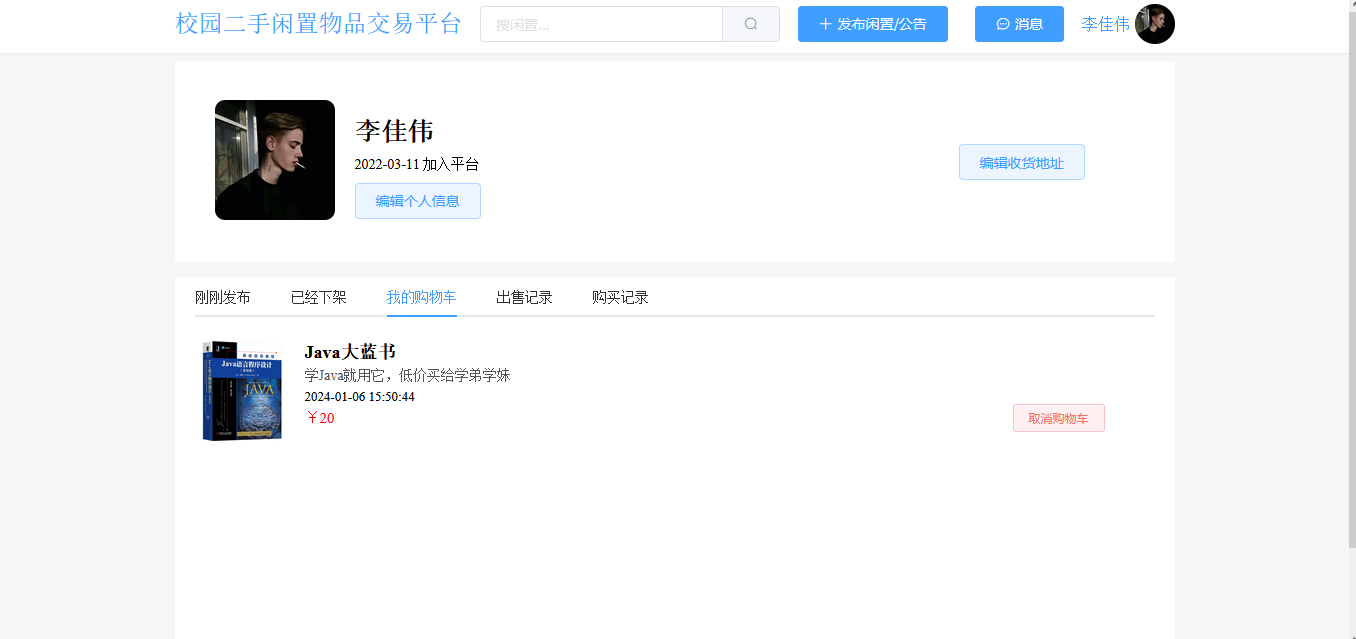 校园二手闲置物品交易平台
搜闲置...
发布闲置/公告
消息
李佳伟
李佳伟
2022-03-11 加入平台
编辑个人信息
编辑收货地址
刚刚发布
已经下架
我的购物车
出售记录
购买记录
Java语言程序设计
JAVA
Java大蓝书
学Java就用它，低价买给学弟学妹
2024-01-06 15:50:44
￥20
取消购物车